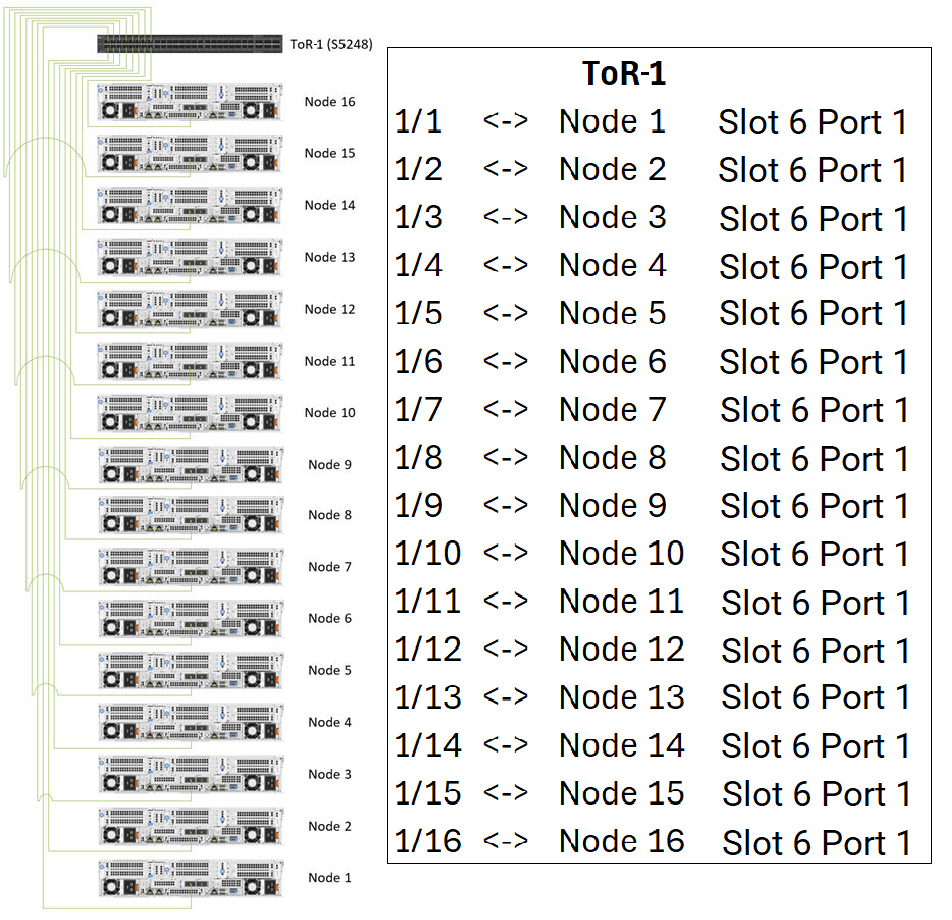 ToR-1 (S5248)
Node 16
Node 15
Node 14
Node 13
Node 12
Node 11
Node 10
Node 9
Node 8
Node 7
Node 6
Node 5
Node 4
Node 3
Node 2
Node 1
ToR-1
1/1 <-> Node 1 Slot 6 Port 1
1/2 <-> Node 2 Slot 6 Port 1
1/3 <-> Node 3 Slot 6 Port 1
1/4 <-> Node 4 Slot 6 Port 1
1/5 <-> Node 5 Slot 6 Port 1
1/6 <-> Node 6 Slot 6 Port 1
1/7 <-> Node 7 Slot 6 Port 1
1/8 <-> Node 8 Slot 6 Port 1
1/9 <-> Node 9 Slot 6 Port 1
1/10 <-> Node 10 Slot 6 Port 1
1/11 <-> Node 11 Slot 6 Port 1
1/12 <-> Node 12 Slot 6 Port 1
1/13 <-> Node 13 Slot 6 Port 1
1/14 <-> Node 14 Slot 6 Port 1
1/15 <-> Node 15 Slot 6 Port 1
1/16 <-> Node 16 Slot 6 Port 1